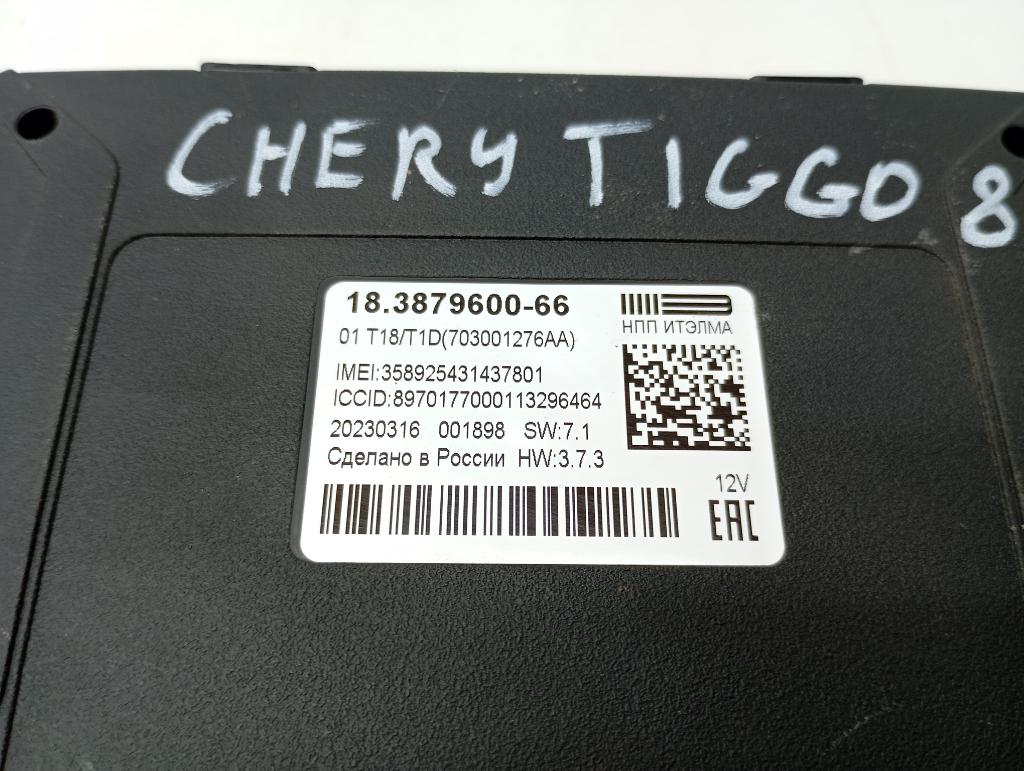 CHERY TIGGO 8
18.3879600-66
НПП ИТЭЛМА
01 T18/T1D(703001276AA)
IMEI:358925431437801
ICCID:8970177000113296464
20230316 001898 SW:7.1
Сделано в России HW:3.7.3
12V
EAC